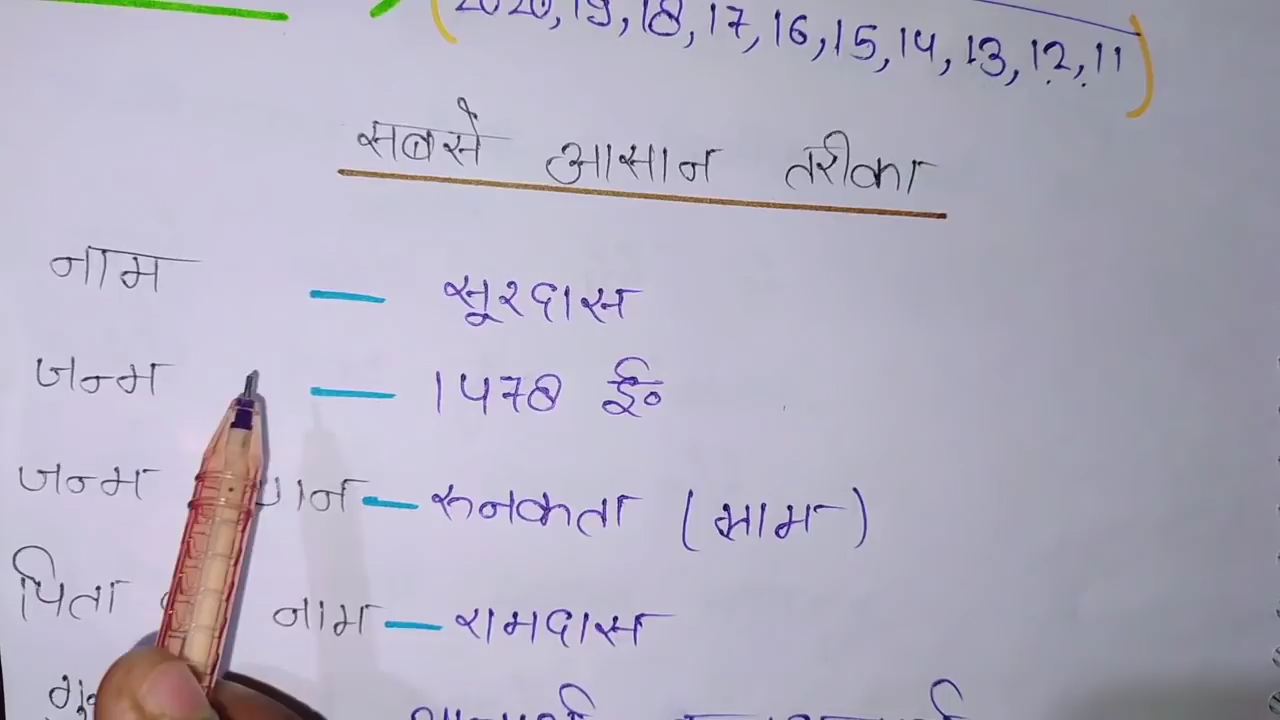 (2020, 19, 18, 17, 16, 15, 14, 13, 12, 11)
सबसे आसान तरीका
नाम — सूरदास
जन्म — 1478 ई०
जन्म — रुनकता (ग्राम)
पिता नाम — रामदास